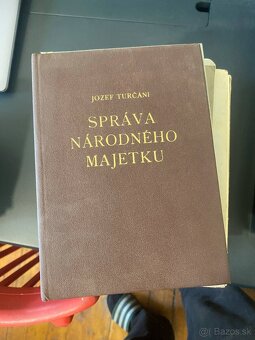 JOZEF TURČANI
SPRÁVA
NÁRODNÉHO
MAJETKU
Bazos.sk